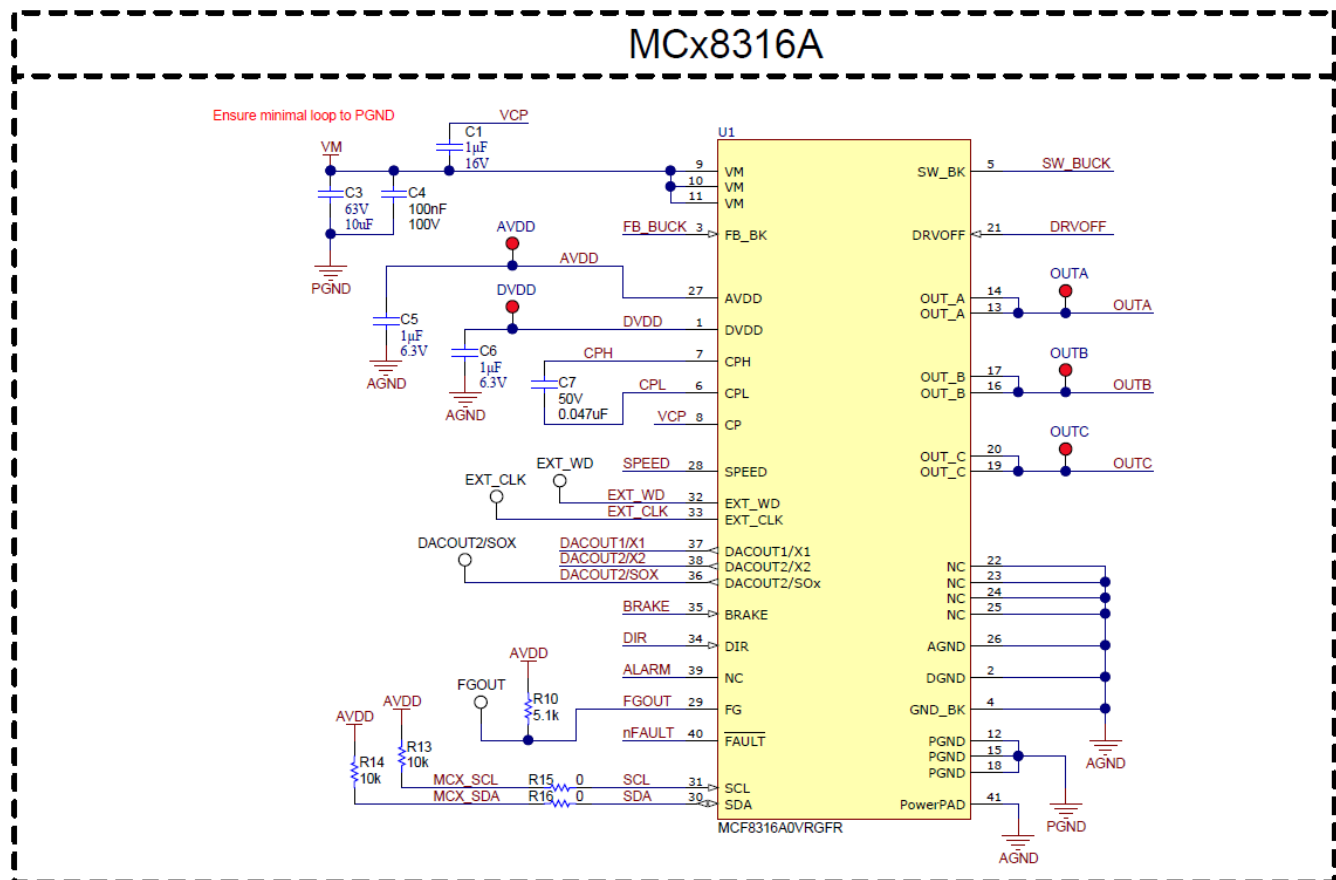 MCx8316A
Ensure minimal loop to PGND
VCP
C1
1µF
16V
VM
C3
63V
10uF
C4
100nF
100V
PGND
AVDD
AVDD
C5
1µF
6.3V
AGND
DVDD
DVDD
C6
1µF
6.3V
AGND
CPH
C7
50V
0.047uF
CPL
VCP 8 CP
U1
9 VM
10 VM
11 VM
FB_BUCK 3 FB_BK
27 AVDD
1 DVDD
7 CPH
6 CPL
SPEED 28 SPEED
EXT_WD
EXT_CLK
EXT_WD 32 EXT_WD
EXT_CLK 33 EXT_CLK
DACOUT2/SOX
DACOUT1/X1 37 DACOUT1/X1
DACOUT2/X2 38 DACOUT2/X2
DACOUT2/SOX 36 DACOUT2/SOx
BRAKE 35 BRAKE
DIR 34 DIR
ALARM 39 NC
AVDD
FGOUT
R10
5.1k
FGOUT 29 FG
nFAULT 40 FAULT
AVDD
AVDD
R13
10k
R14
10k
MCX_SCL R15 0 SCL 31 SCL
MCX_SDA R16 0 SDA 30 SDA
MCF8316A0VRGFR
SW_BK 5 SW_BUCK
DRVOFF 21 DRVOFF
OUTA
OUT_A 14
OUT_A 13 OUTA
OUTB
OUT_B 17
OUT_B 16 OUTB
OUTC
OUT_C 20
OUT_C 19 OUTC
NC 22
NC 23
NC 24
NC 25
AGND 26
DGND 2
GND_BK 4
AGND
PGND 12
PGND 15
PGND 18
PGND
PowerPAD 41
AGND